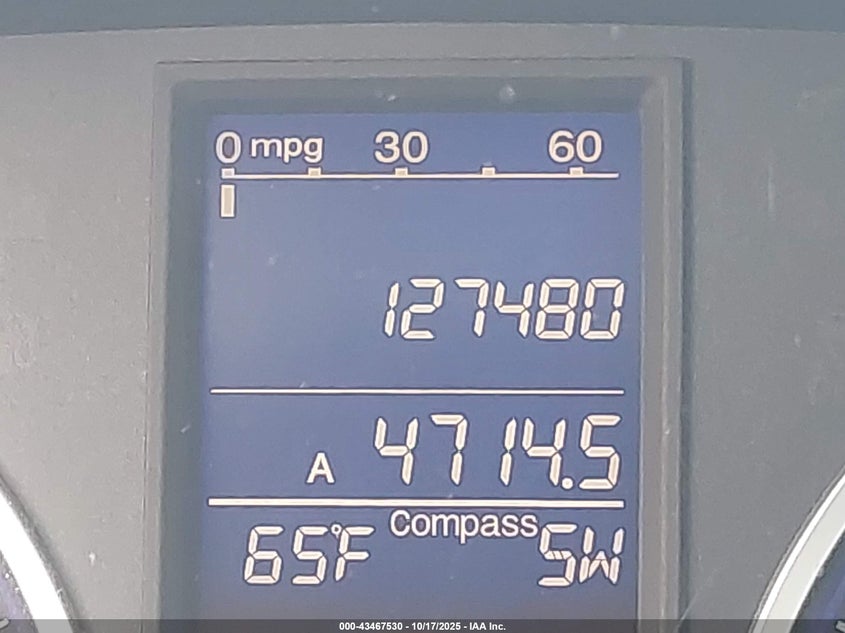 0 mpg 30 60
127480
A 4714.5
Compass
65°F SW
000-43467530 - 10/17/2025 - IAA Inc.